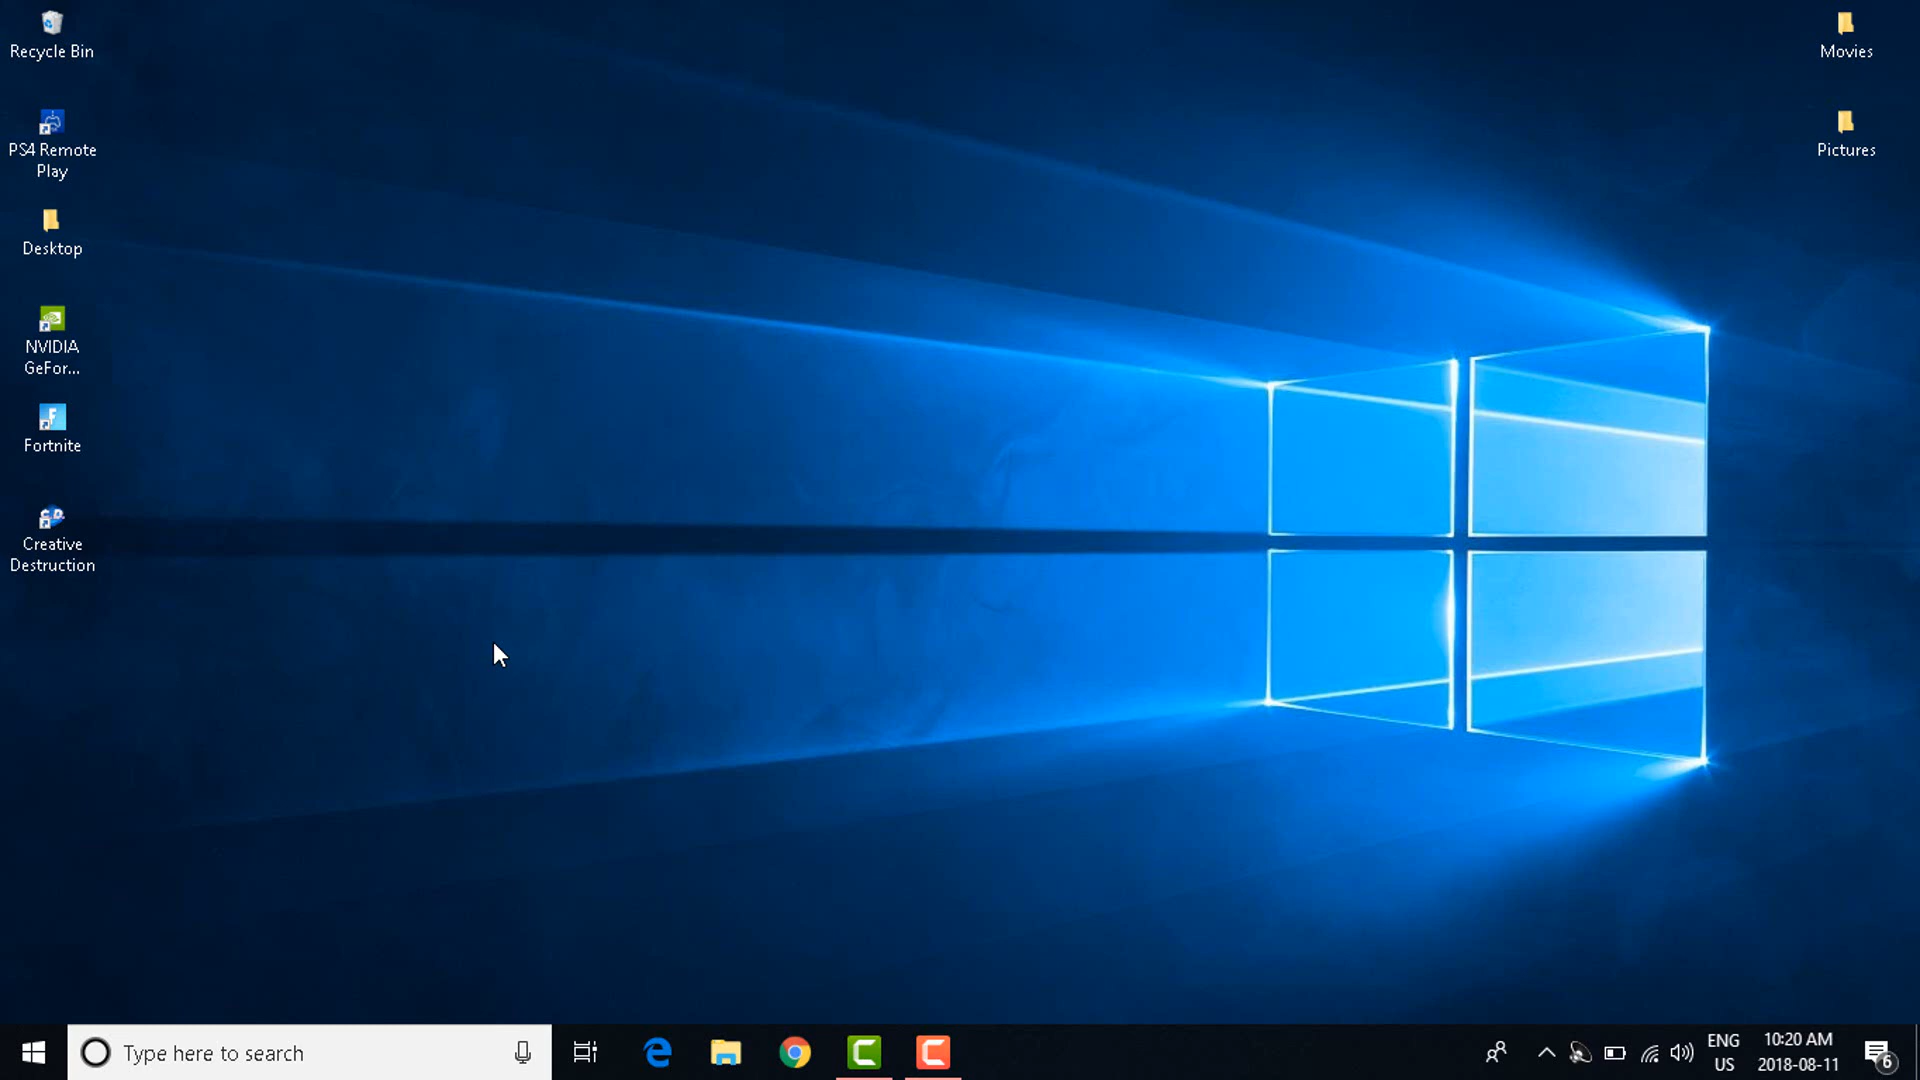 Recycle Bin
PS4 Remote
Play
Desktop
NVIDIA
GeFor...
Fortnite
Creative
Destruction
Movies
Pictures
Type here to search
ENG
US
10:20 AM
2018-08-11
6